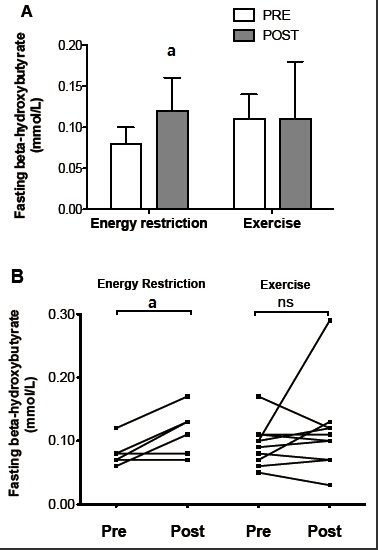 A
PRE
POST
Fasting beta-hydroxybutyrate
(mmol/L)
0.20
0.15
0.10
0.05
0.00
a
Energy restriction
Exercise
B
Energy Restriction
a
Exercise
ns
Fasting beta-hydroxybutyrate
(mmol/L)
0.30
0.20
0.10
0.00
Pre
Post
Pre
Post